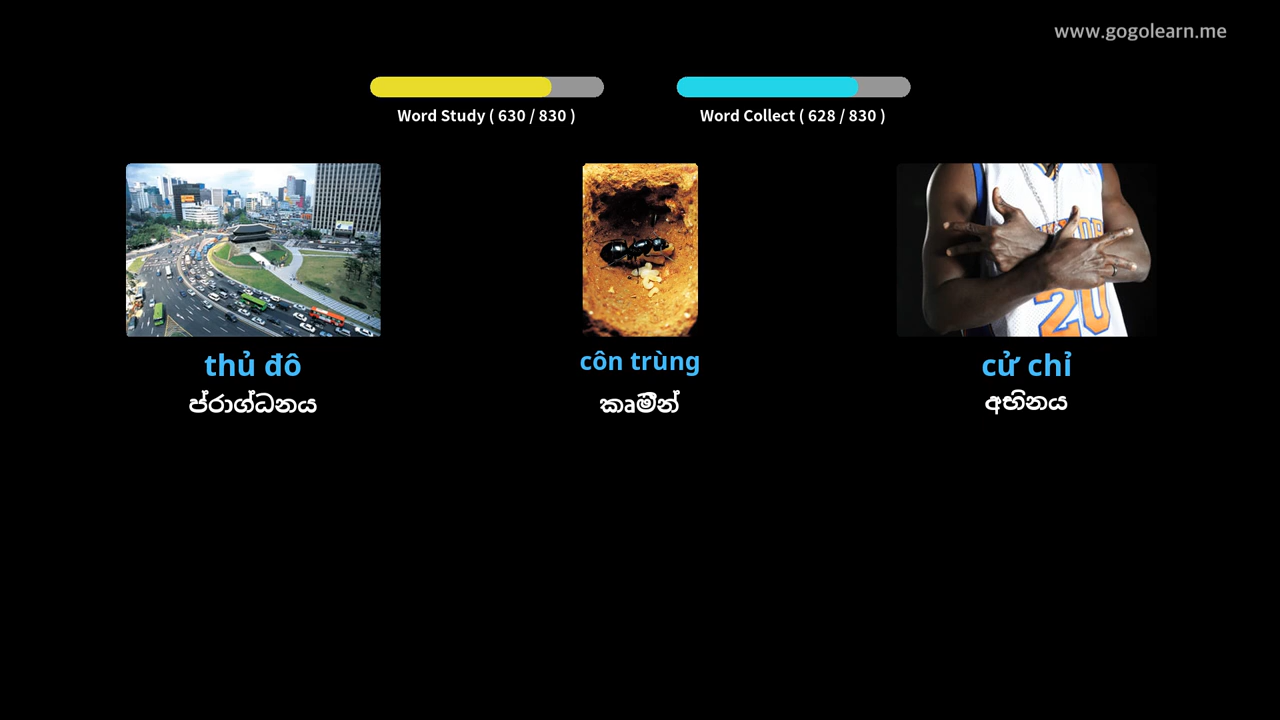 www.gogolearn.me
Word Study ( 630 / 830 )
Word Collect ( 628 / 830 )
20
thủ đô
côn trùng
cử chỉ
ප්රාග්ධනය
කෘමීන්
අභිනය